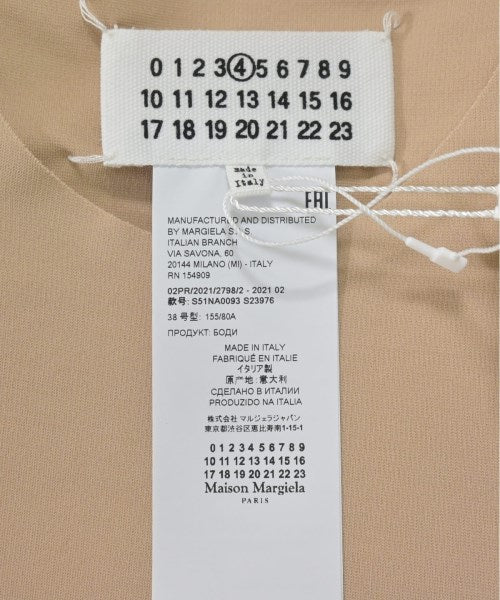 0 1 2 3 4 5 6 7 8 9
10 11 12 13 14 15 16
17 18 19 20 21 22 23
made
in
Italy
EAC
MANUFACTURED AND DISTRIBUTED
BY MARGIELA S. S,
ITALIAN BRANCH
VIA SAVONA, 60
20144 MILANO (MI) - ITALY
RN 154909
02PR/2021/2798/2 - 2021 02
款号: S51NA0093 S23976
38 号型: 155/80A
ПРОДУКТ: БОДИ
MADE IN ITALY
FABRIQUÉ EN ITALIE
イタリア製
原产地: 意大利
СДЕЛАНО В ИТАЛИИ
PRODUZIDO NA ITALIA
株式会社 マルジェラジャパン
東京都渋谷区恵比寿南1-15-1
0 1 2 3 4 5 6 7 8 9
10 11 12 13 14 15 16
17 18 19 20 21 22 23
Maison Margiela
PARIS